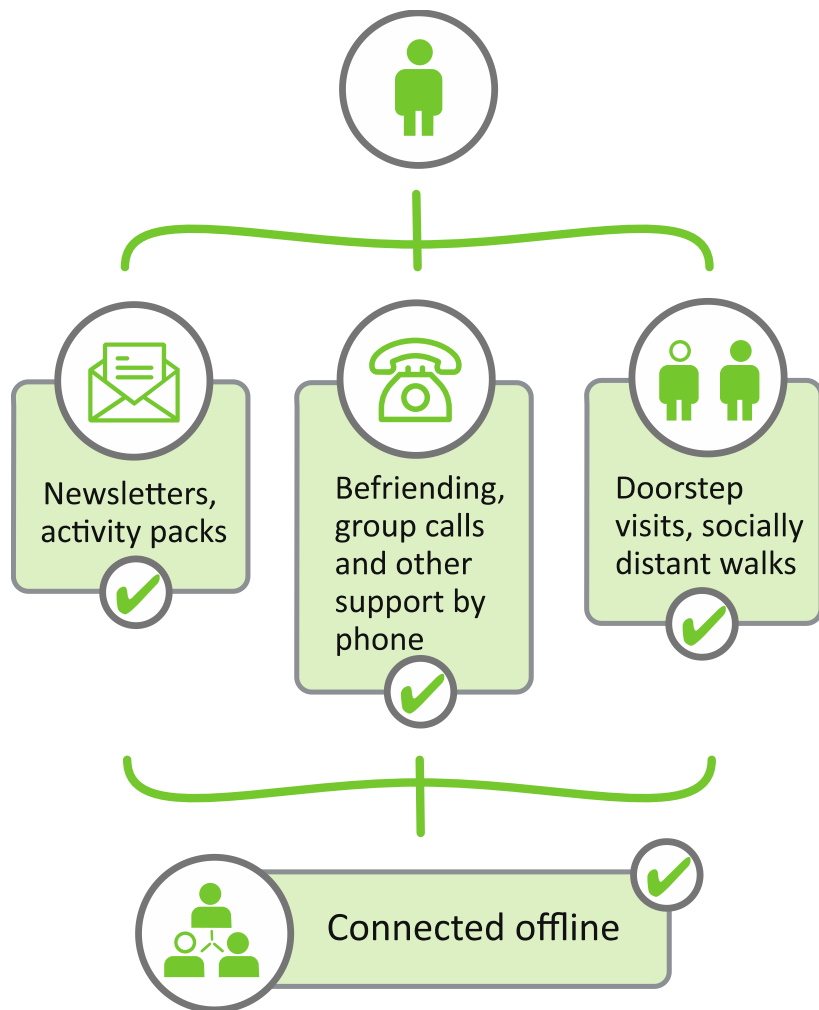 Newsletters,
activity packs
Befriending,
group calls
and other
support by
phone
Doorstep
visits, socially
distant walks
Connected offline